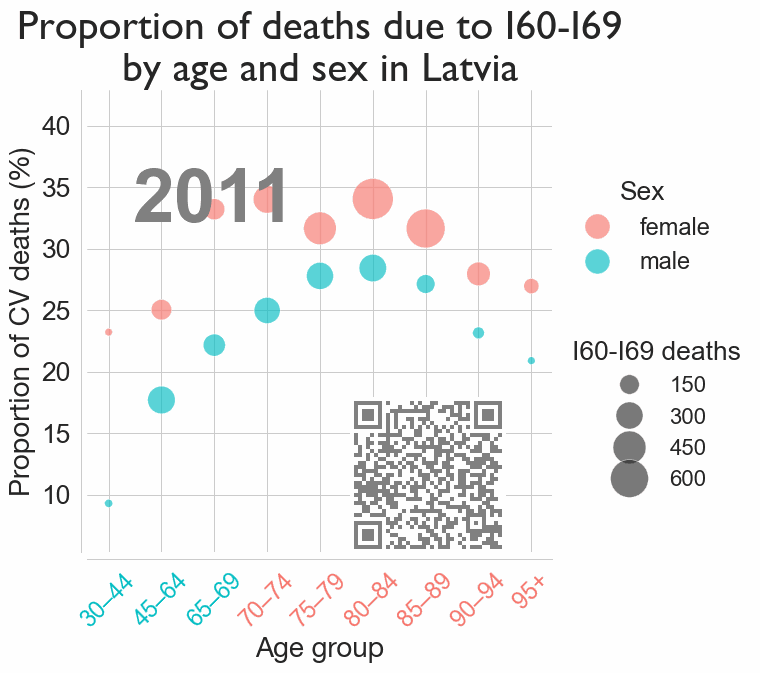 Proportion of deaths due to I60-I69
by age and sex in Latvia
Proportion of CV deaths (%)
40
35
30
25
20
15
10
2011
30–44
45–64
65–69
70–74
75–79
80–84
85–89
90–94
95+
Age group
Sex
female
male
I60-I69 deaths
150
300
450
600